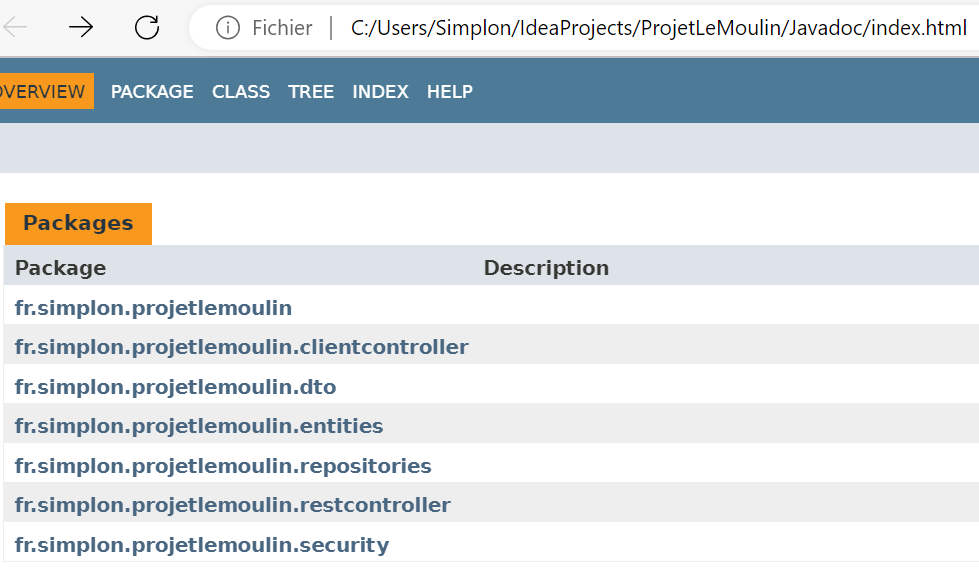 Fichier | C:/Users/Simplon/IdeaProjects/ProjetLeMoulin/Javadoc/index.html
OVERVIEW PACKAGE CLASS TREE INDEX HELP
Packages
Package Description
fr.simplon.projetlemoulin
fr.simplon.projetlemoulin.clientcontroller
fr.simplon.projetlemoulin.dto
fr.simplon.projetlemoulin.entities
fr.simplon.projetlemoulin.repositories
fr.simplon.projetlemoulin.restcontroller
fr.simplon.projetlemoulin.security